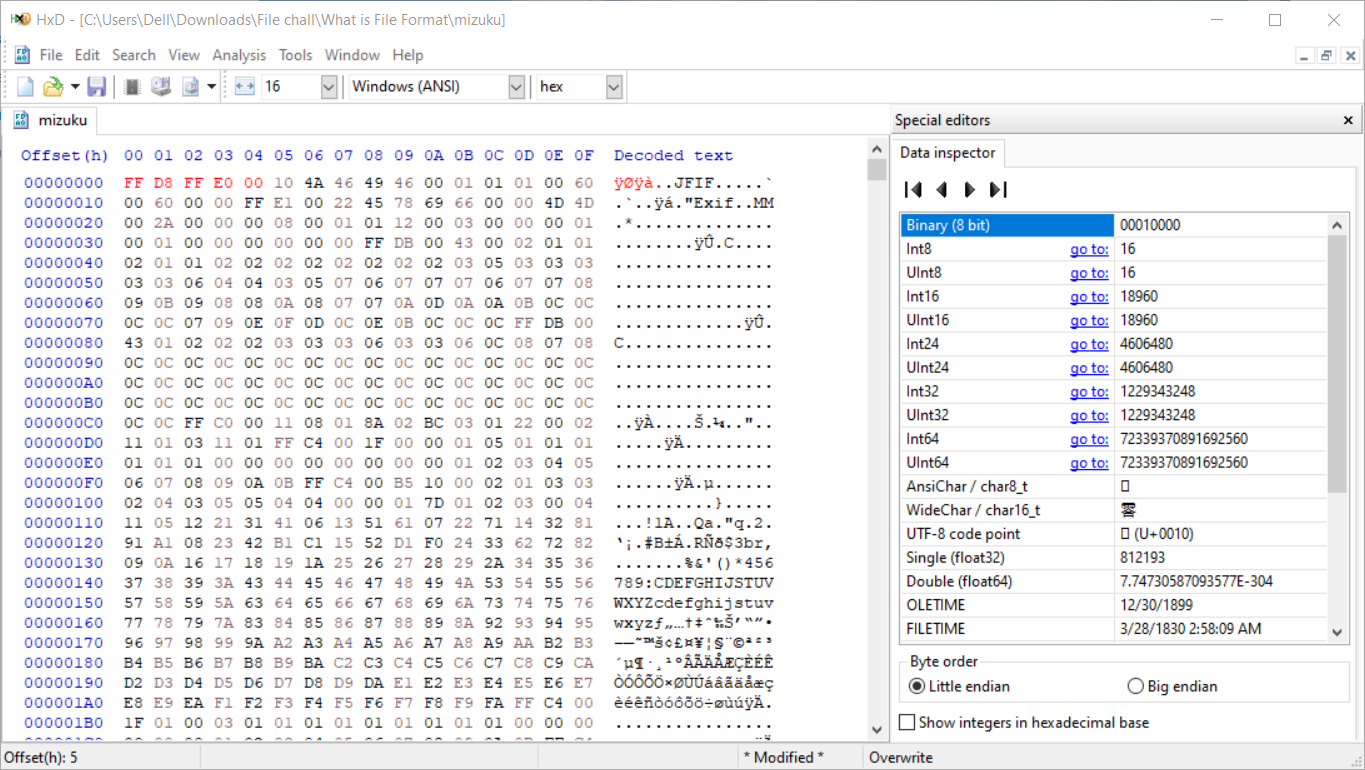 HxD - [C:\Users\Dell\Downloads\File chall\What is File Format\mizuku]
File Edit Search View Analysis Tools Window Help
16 Windows (ANSI) hex
mizuku
Offset(h) 00 01 02 03 04 05 06 07 08 09 0A 0B 0C 0D 0E 0F Decoded text
00000000 FF D8 FF E0 00 10 4A 46 49 46 00 01 01 01 00 60 ÿØÿà..JFIF.....`
00000010 00 60 00 00 FF E1 00 22 45 78 69 66 00 00 4D 4D .`..ÿá."Exif..MM
00000020 00 2A 00 00 00 08 00 01 01 12 00 03 00 00 00 01 .*..............
00000030 00 01 00 00 00 00 00 00 FF DB 00 43 00 02 01 01 ........ÿÛ.C....
00000040 02 01 01 02 02 02 02 02 02 02 02 03 05 03 03 03 ................
00000050 03 03 06 04 04 03 05 07 06 07 07 07 06 07 07 08 ................
00000060 09 0B 09 08 08 0A 08 07 07 0A 0D 0A 0A 0B 0C 0C ................
00000070 0C 0C 07 09 0E 0F 0D 0C 0E 0B 0C 0C 0C FF DB 00 .............ÿÛ.
00000080 43 01 02 02 02 03 03 03 06 03 03 06 0C 08 07 08 C...............
00000090 0C 0C 0C 0C 0C 0C 0C 0C 0C 0C 0C 0C 0C 0C 0C 0C ................
000000A0 0C 0C 0C 0C 0C 0C 0C 0C 0C 0C 0C 0C 0C 0C 0C 0C ................
000000B0 0C 0C 0C 0C 0C 0C 0C 0C 0C 0C 0C 0C 0C 0C 0C 0C ................
000000C0 0C 0C FF C0 00 11 08 01 8A 02 BC 03 01 22 00 02 ..ÿÀ....Š.¼.."..
000000D0 11 01 03 11 01 FF C4 00 1F 00 00 01 05 01 01 01 .....ÿÄ.........
000000E0 01 01 01 00 00 00 00 00 00 00 00 01 02 03 04 05 ................
000000F0 06 07 08 09 0A 0B FF C4 00 B5 10 00 02 01 03 03 ......ÿÄ.µ......
00000100 02 04 03 05 05 04 04 00 00 01 7D 01 02 03 00 04 ..........}.....
00000110 11 05 12 21 31 41 06 13 51 61 07 22 71 14 32 81 ...!1A..Qa."q.2.
00000120 91 A1 08 23 42 B1 C1 15 52 D1 F0 24 33 62 72 82 ‘¡.#B±Á.RÑð$3br‚
00000130 09 0A 16 17 18 19 1A 25 26 27 28 29 2A 34 35 36 .......%&'()*456
00000140 37 38 39 3A 43 44 45 46 47 48 49 4A 53 54 55 56 789:CDEFGHIJSTUV
00000150 57 58 59 5A 63 64 65 66 67 68 69 6A 73 74 75 76 WXYZcdefghijstuv
00000160 77 78 79 7A 83 84 85 86 87 88 89 8A 92 93 94 95 wxyzƒ„…†‡ˆ‰Š’“”•
00000170 96 97 98 99 9A A2 A3 A4 A5 A6 A7 A8 A9 AA B2 B3 –—˜™š¢£¤¥¦§¨©ª²³
00000180 B4 B5 B6 B7 B8 B9 BA C2 C3 C4 C5 C6 C7 C8 C9 CA ´µ¶·¸¹ºÂÃÄÅÆÇÈÉÊ
00000190 D2 D3 D4 D5 D6 D7 D8 D9 DA E1 E2 E3 E4 E5 E6 E7 ÒÓÔÕÖ×ØÙÚáâãäåæç
000001A0 E8 E9 EA F1 F2 F3 F4 F5 F6 F7 F8 F9 FA FF C4 00 èéêñòóôõö÷øùúÿÄ.
000001B0 1F 01 00 03 01 01 01 01 01 01 01 01 01 00 00 00 ................
Special editors
Data inspector
Binary (8 bit) 00010000
Int8 go to: 16
UInt8 go to: 16
Int16 go to: 18960
UInt16 go to: 18960
Int24 go to: 4606480
UInt24 go to: 4606480
Int32 go to: 1229343248
UInt32 go to: 1229343248
Int64 go to: 72339370891692560
UInt64 go to: 72339370891692560
AnsiChar / char8_t
WideChar / char16_t
UTF-8 code point (U+0010)
Single (float32) 812193
Double (float64) 7.74730587093577E-304
OLETIME 12/30/1899
FILETIME 3/28/1830 2:58:09 AM
Byte order
Little endian Big endian
Show integers in hexadecimal base
Offset(h): 5 * Modified * Overwrite